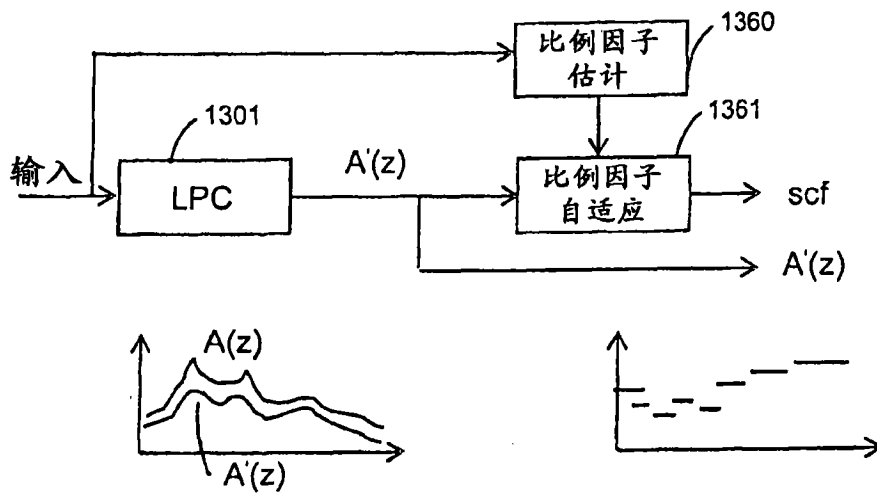 1360
比例因子
估计
1301
1361
输入
LPC
A'(z)
比例因子
自适应
scf
A'(z)
A(z)
A'(z)